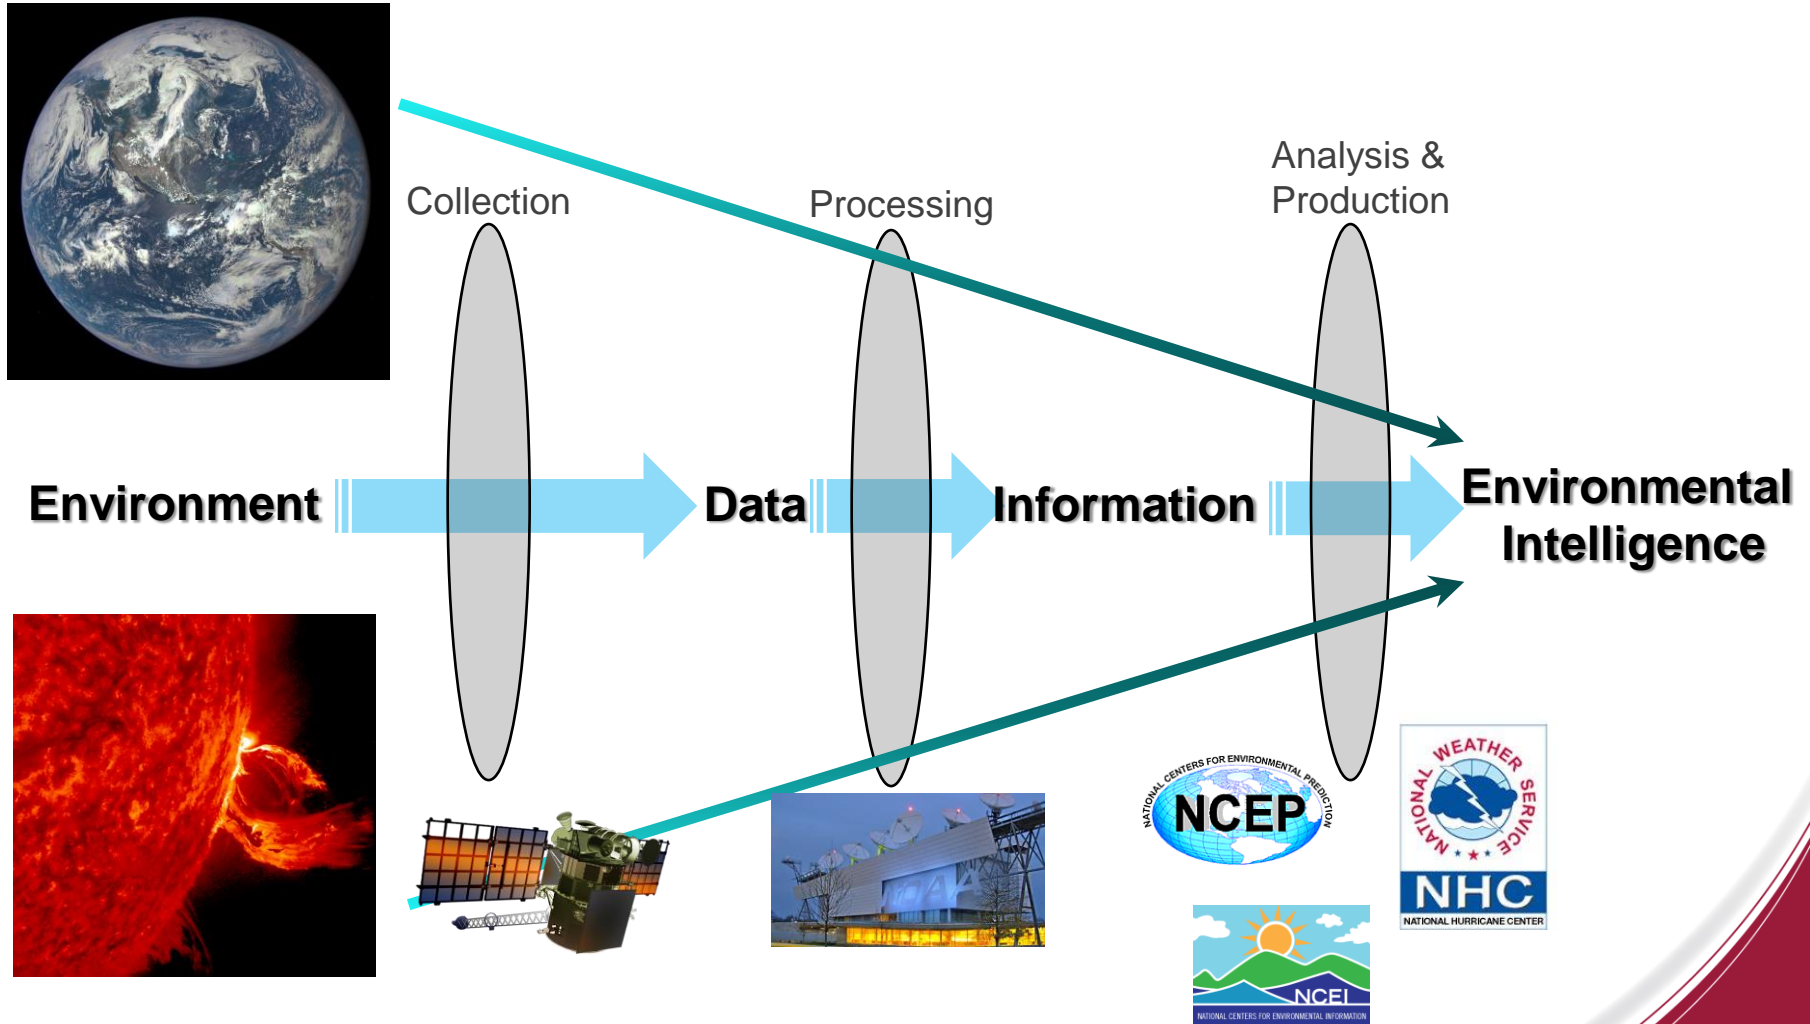 Collection
Processing
Analysis &
Production
Environment
Data
Information
Environmental
Intelligence
NATIONAL CENTERS FOR ENVIRONMENTAL PREDICTION
NCEP
NATIONAL WEATHER SERVICE
NHC
NATIONAL HURRICANE CENTER
NOAA
NCEI
NATIONAL CENTERS FOR ENVIRONMENTAL INFORMATION